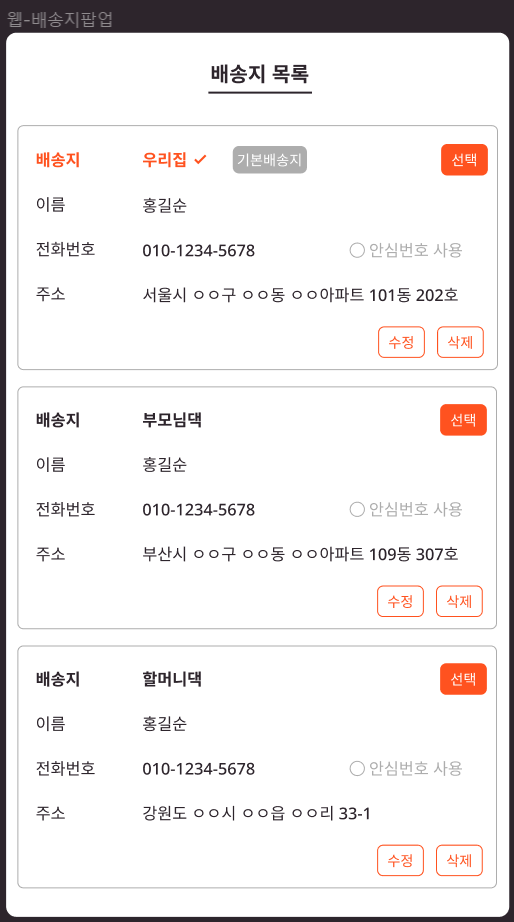 웹-배송지팝업
배송지 목록
배송지 우리집 기본배송지 선택
이름 홍길순
전화번호 010-1234-5678 안심번호 사용
주소 서울시 ㅇㅇ구 ㅇㅇ동 ㅇㅇ아파트 101동 202호
수정 삭제
배송지 부모님댁 선택
이름 홍길순
전화번호 010-1234-5678 안심번호 사용
주소 부산시 ㅇㅇ구 ㅇㅇ동 ㅇㅇ아파트 109동 307호
수정 삭제
배송지 할머니댁 선택
이름 홍길순
전화번호 010-1234-5678 안심번호 사용
주소 강원도 ㅇㅇ시 ㅇㅇ읍 ㅇㅇ리 33-1
수정 삭제